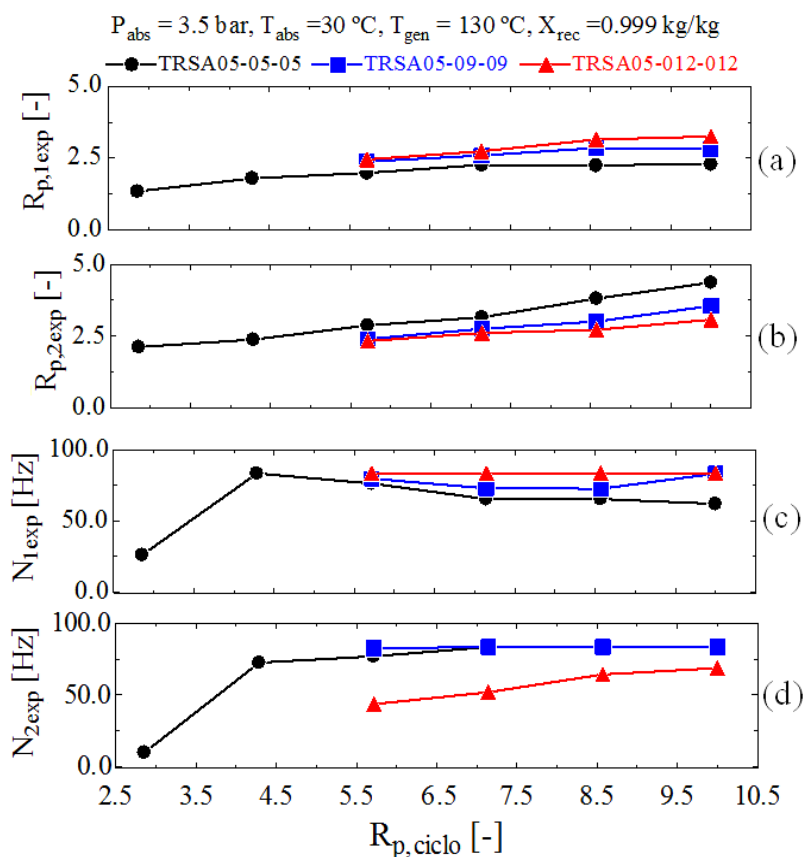 P_abs = 3.5 bar, T_abs =30 ºC, T_gen = 130 ºC, X_rec =0.999 kg/kg
TRSA05-05-05 TRSA05-09-09 TRSA05-012-012
R_p,1exp [-]
5.0
2.5
0.0
(a)
R_p,2exp [-]
5.0
2.5
0.0
(b)
N_1exp [Hz]
100.0
50.0
0.0
(c)
N_2exp [Hz]
100.0
50.0
0.0
(d)
2.5 3.5 4.5 5.5 6.5 7.5 8.5 9.5 10.5
R_p,ciclo [-]